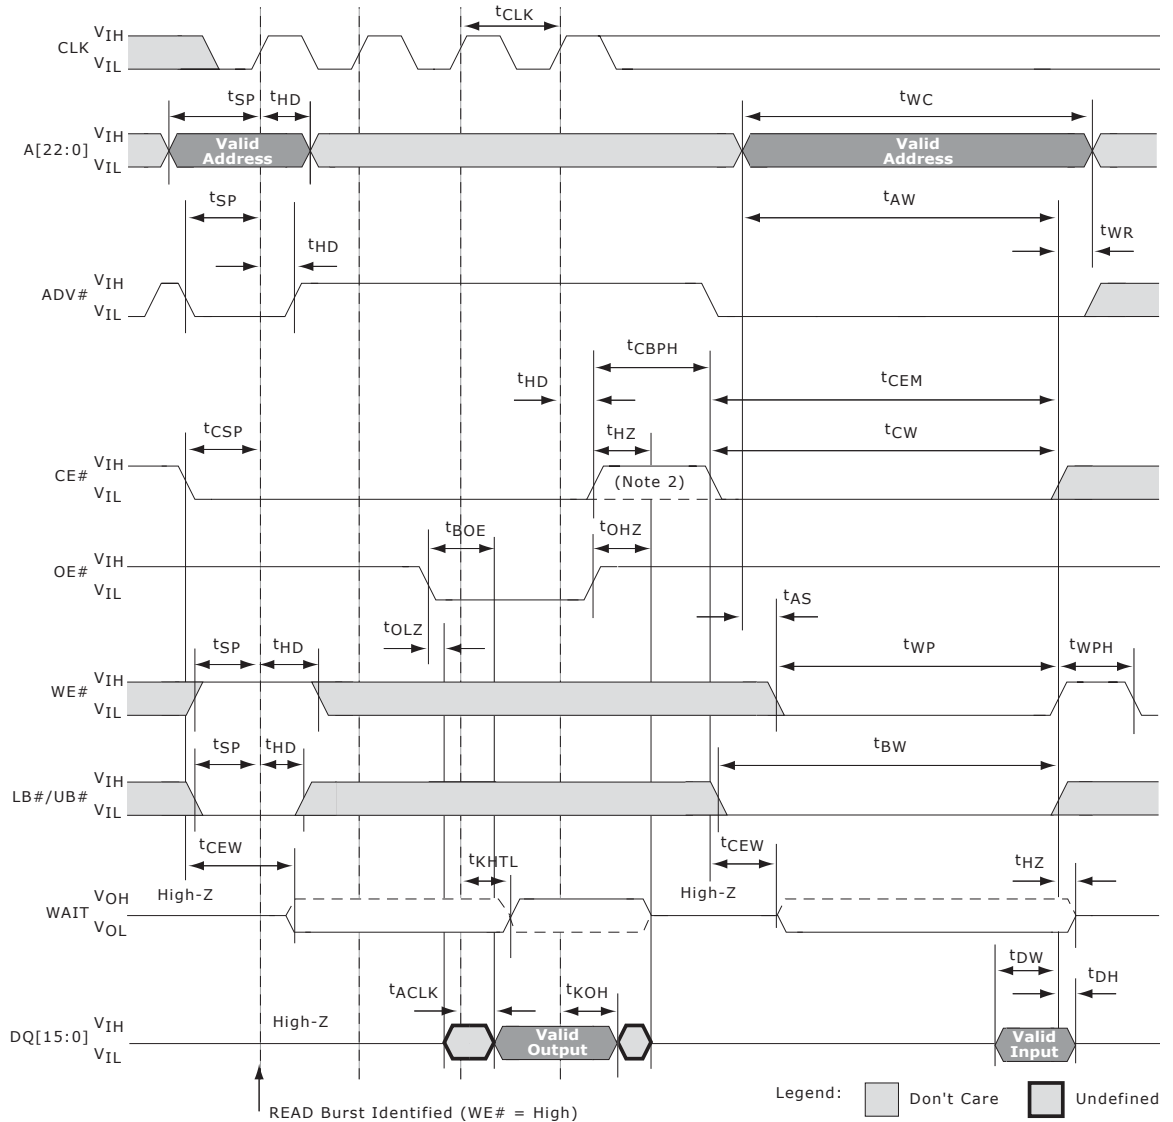 tCLK
CLK VIH
VIL
tSP tHD tWC
A[22:0] VIH
VIL
Valid Address
Valid Address
tSP tAW
tHD tWR
ADV# VIH
VIL
tCBPH
tHD tCEM
tCSP tHZ tCW
CE# VIH
VIL
(Note 2)
tBOE tOHZ
OE# VIH
VIL
tAS
tOLZ
tSP tHD tWP tWPH
WE# VIH
VIL
tSP tHD tBW
LB#/UB# VIH
VIL
tCEW tKHTL tCEW tHZ
High-Z High-Z
WAIT VOH
VOL
tDW
tACLK tKOH tDH
DQ[15:0] VIH
VIL
High-Z
Valid Output
Valid Input
READ Burst Identified (WE# = High)
Legend: Don't Care Undefined